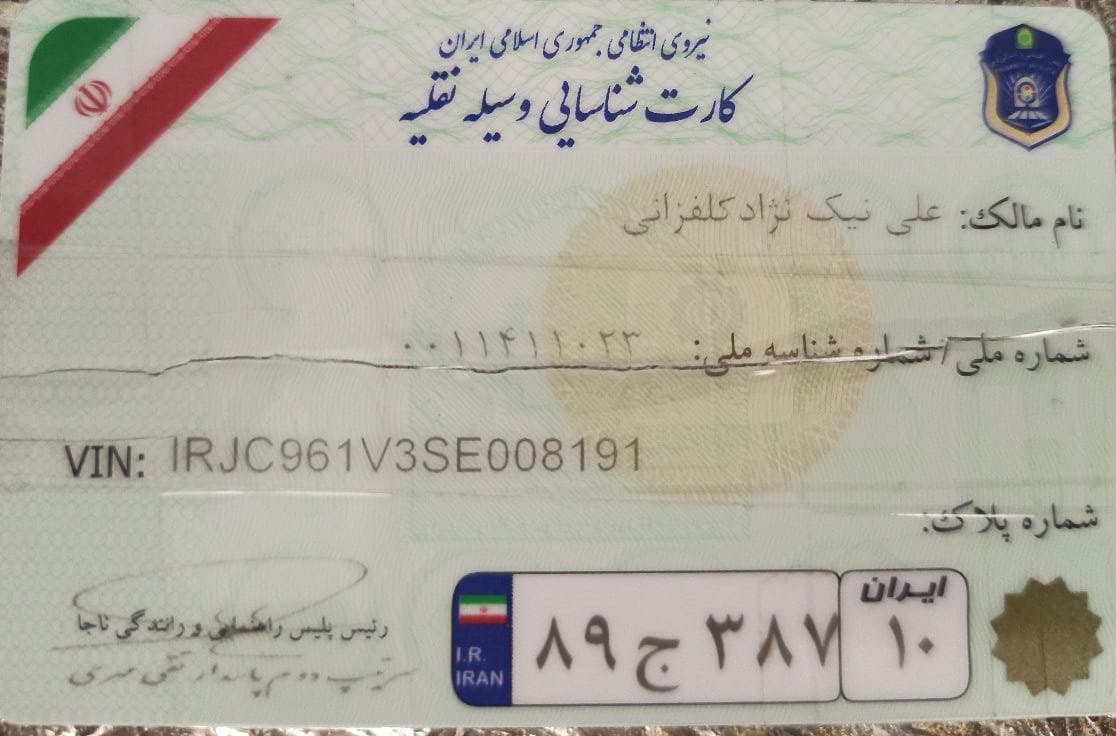 نیروی انتظامی جمهوری اسلامی ایران
کارت شناسایی وسیله نقلیه
نام مالک: علی نیک نژادکلفزانی
شماره ملی / شماره شناسه ملی: ۰۰۱۱۴۱۱۰۲۳
VIN: IRJC961V3SE008191
شماره پلاک:
I.R. IRAN
۸۹ ج ۳۸۷
ایران
۱۰
رئیس پلیس راهنمایی و رانندگی ناجا
سرتیپ دوم پاسدار تقی مهری